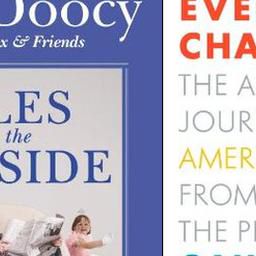 Doocy
x & Friends
LES
the
SIDE
EVE
CHA
THE A
JOUR
AMER
FROM
THE P